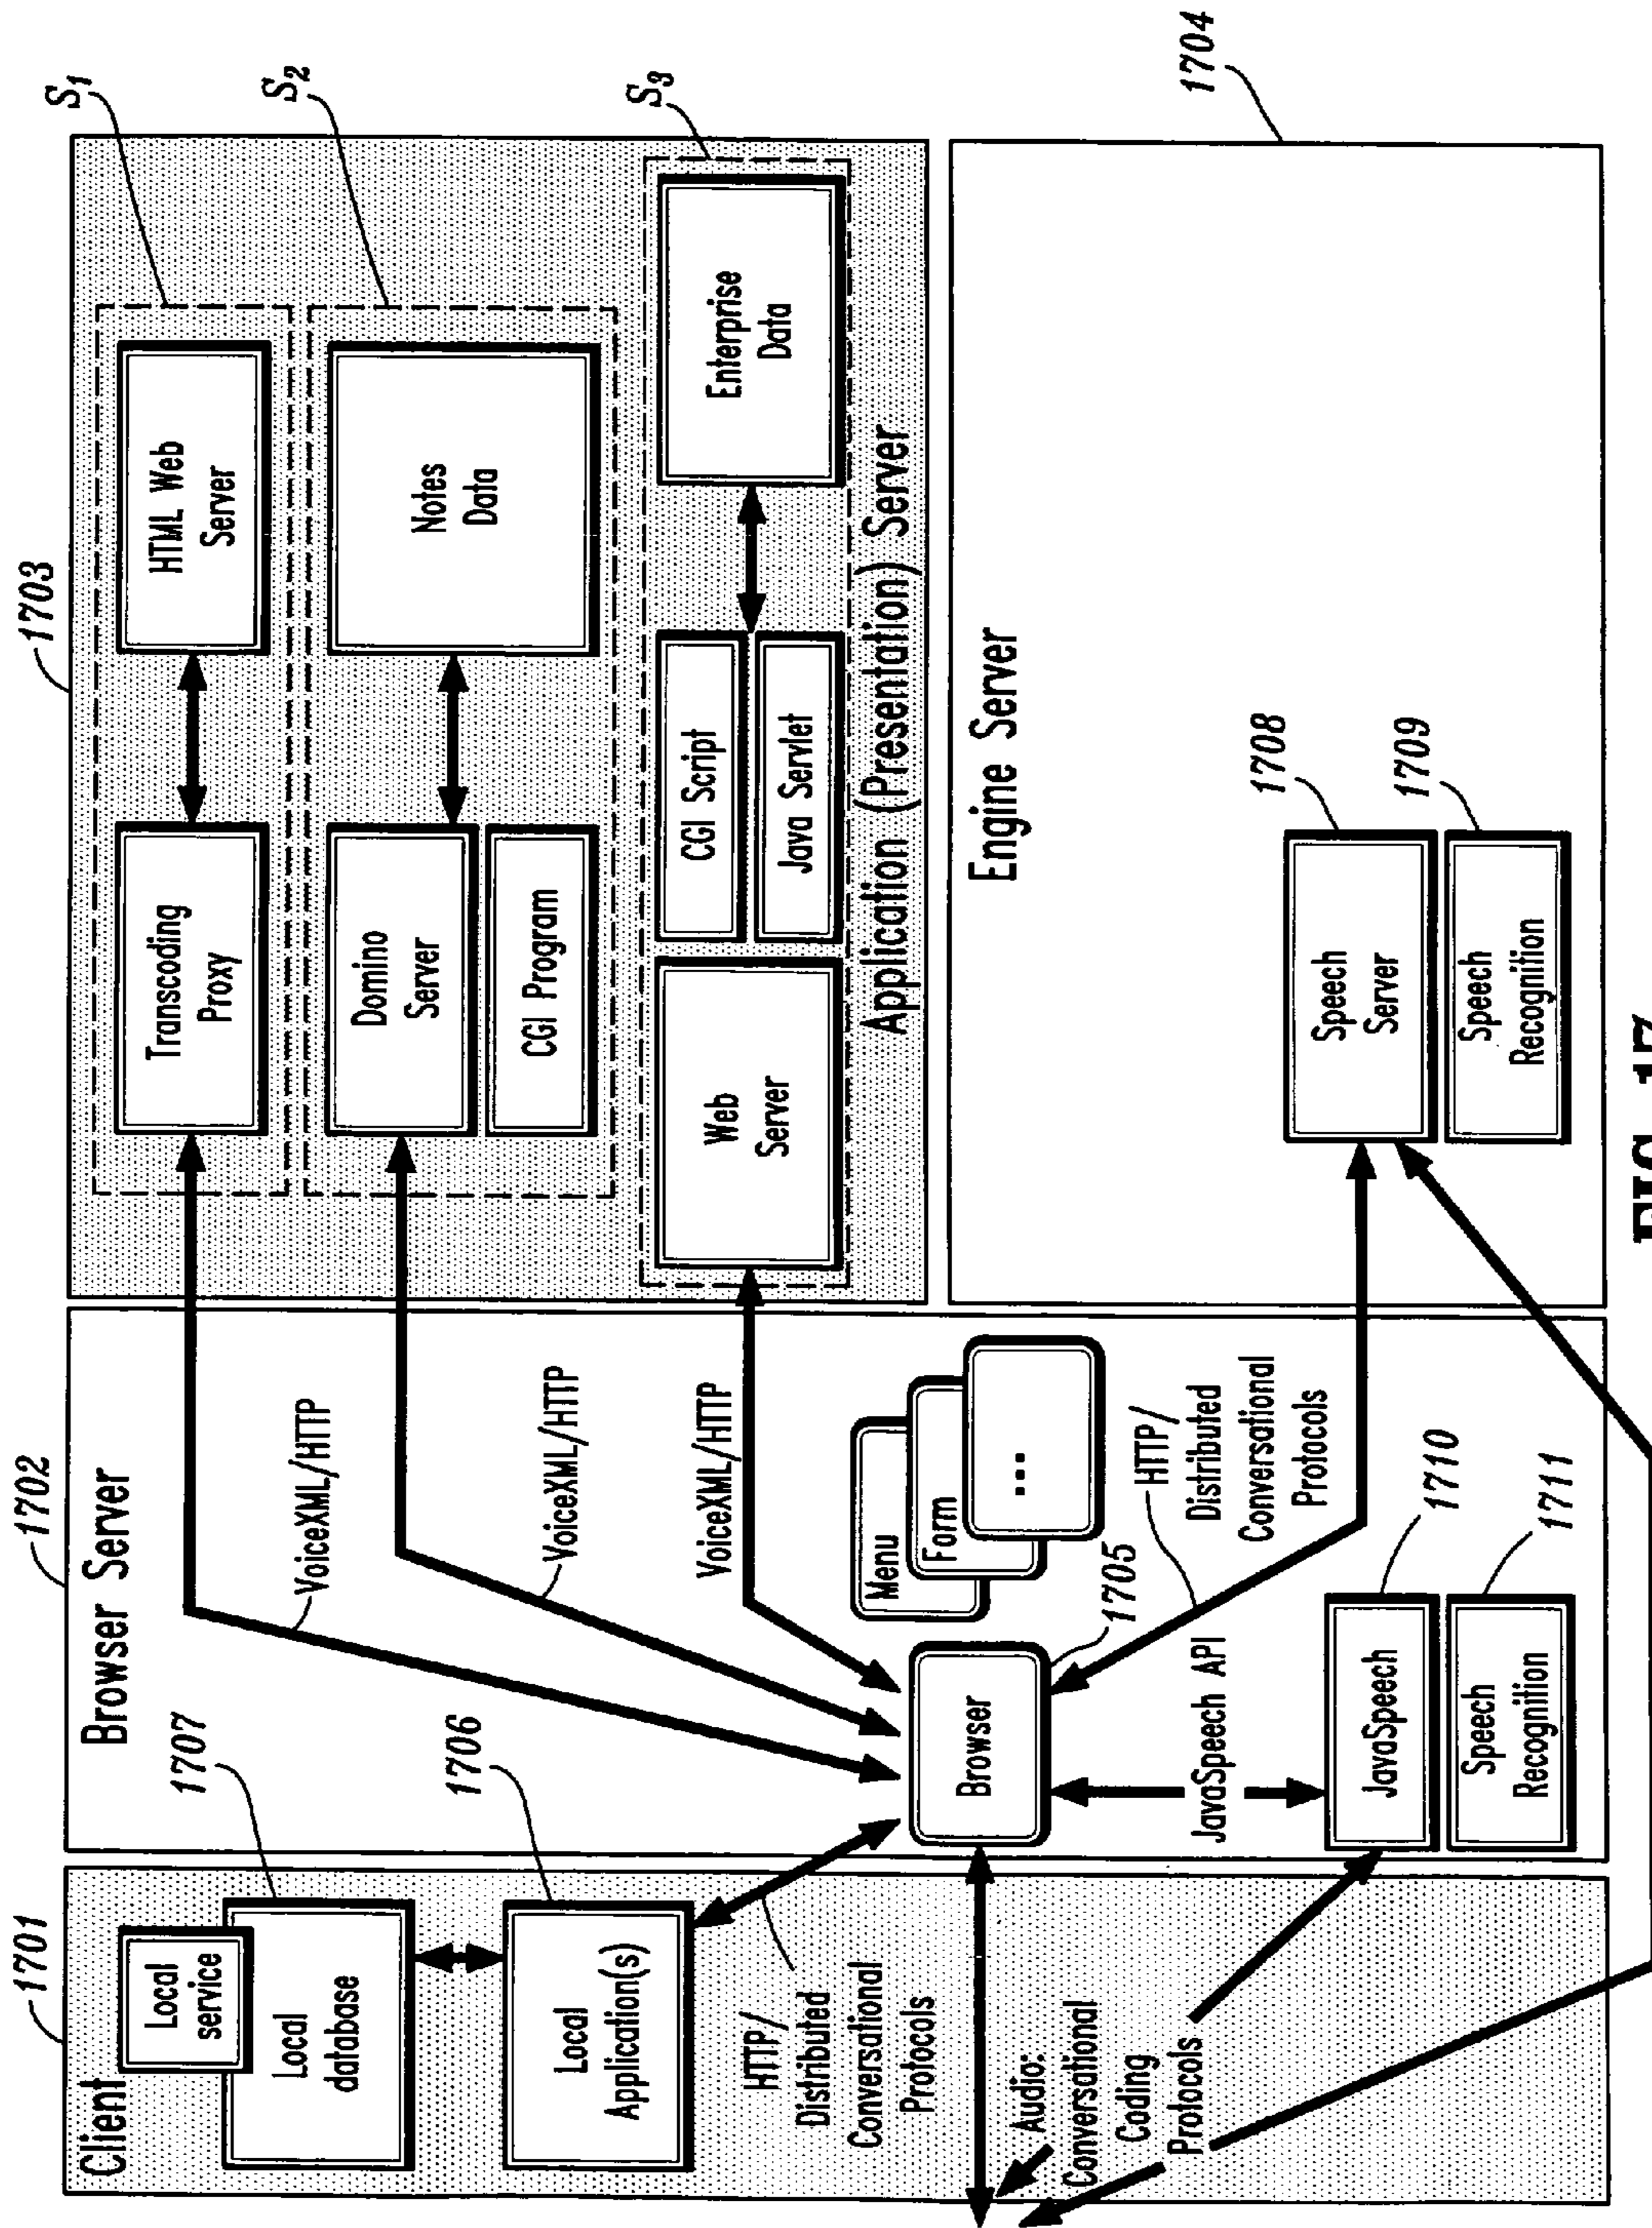 1701
Client
Local
service
Local
database
Local
Application(s)
HTTP/
Distributed
Conversational
Protocols
Audio:
Conversational
Coding
Protocols
1702
Browser Server
1707
1706
VoiceXML/HTTP
VoiceXML/HTTP
VoiceXML/HTTP
Menu
Form
...
Browser
1705
HTTP/
Distributed
Conversational
Protocols
JavaSpeech API
JavaSpeech
1710
Speech
Recognition
1711
1703
S1
Transcoding
Proxy
HTML Web
Server
S2
Domino
Server
CGI Program
Notes
Data
S3
Web
Server
CGI Script
Java Servlet
Enterprise
Data
Application (Presentation) Server
1704
Engine Server
Speech
Server
1708
Speech
Recognition
1709
FIG. 17